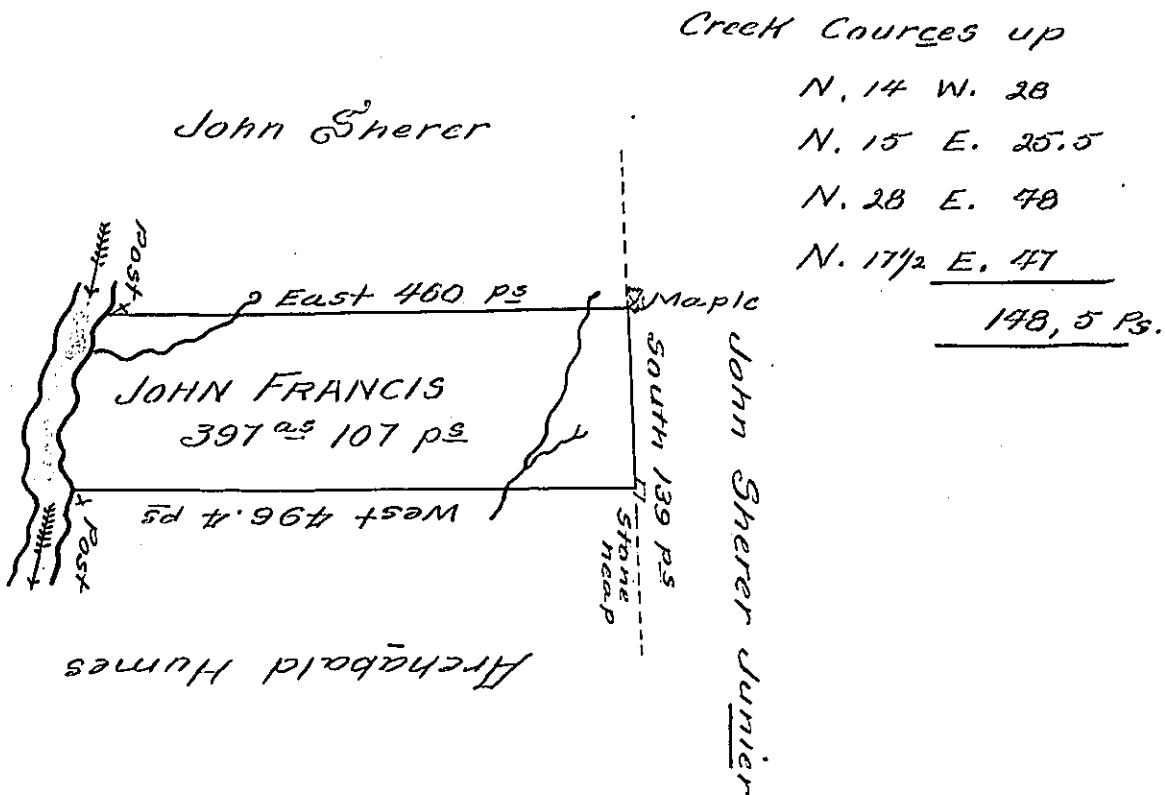 Creek Cources up
N. 14 W. 28
N. 15 E. 25.5
N. 28 E. 48
N. 17½ E. 47
148,5 Ps.
John Sherer
Post
East 460 ps
Maple
JOHN FRANCIS
397 as 107 ps
South 139 ps
John Sherer Junier
West 496.4 ps
Post
Stone heap
Archabald Humes